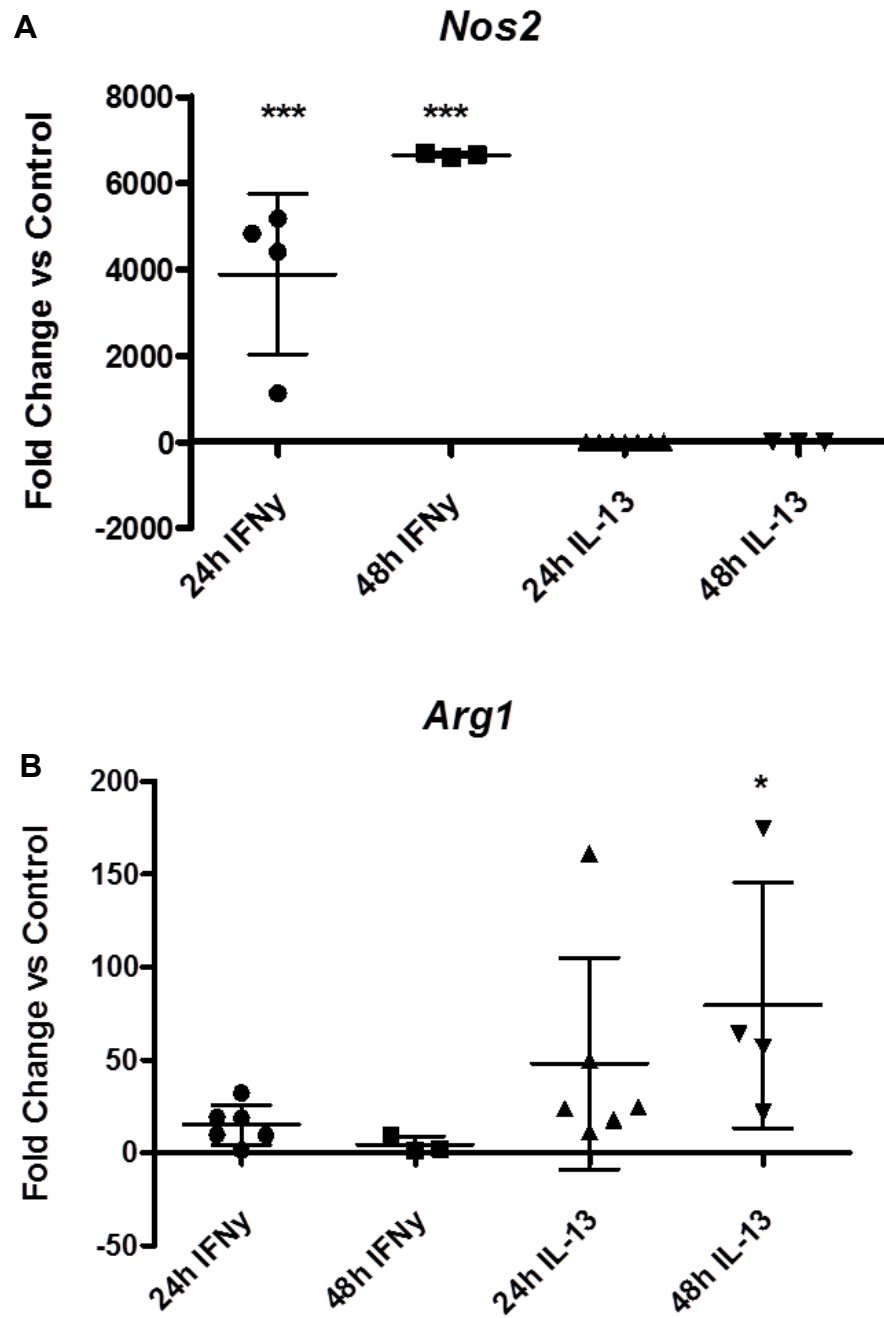 A
Nos2
Fold Change vs Control
8000
6000
4000
2000
0
-2000
*** ***
24h IFNy
48h IFNy
24h IL-13
48h IL-13
Arg1
B
Fold Change vs Control
200
150
100
50
0
-50
*
24h IFNy
48h IFNy
24h IL-13
48h IL-13